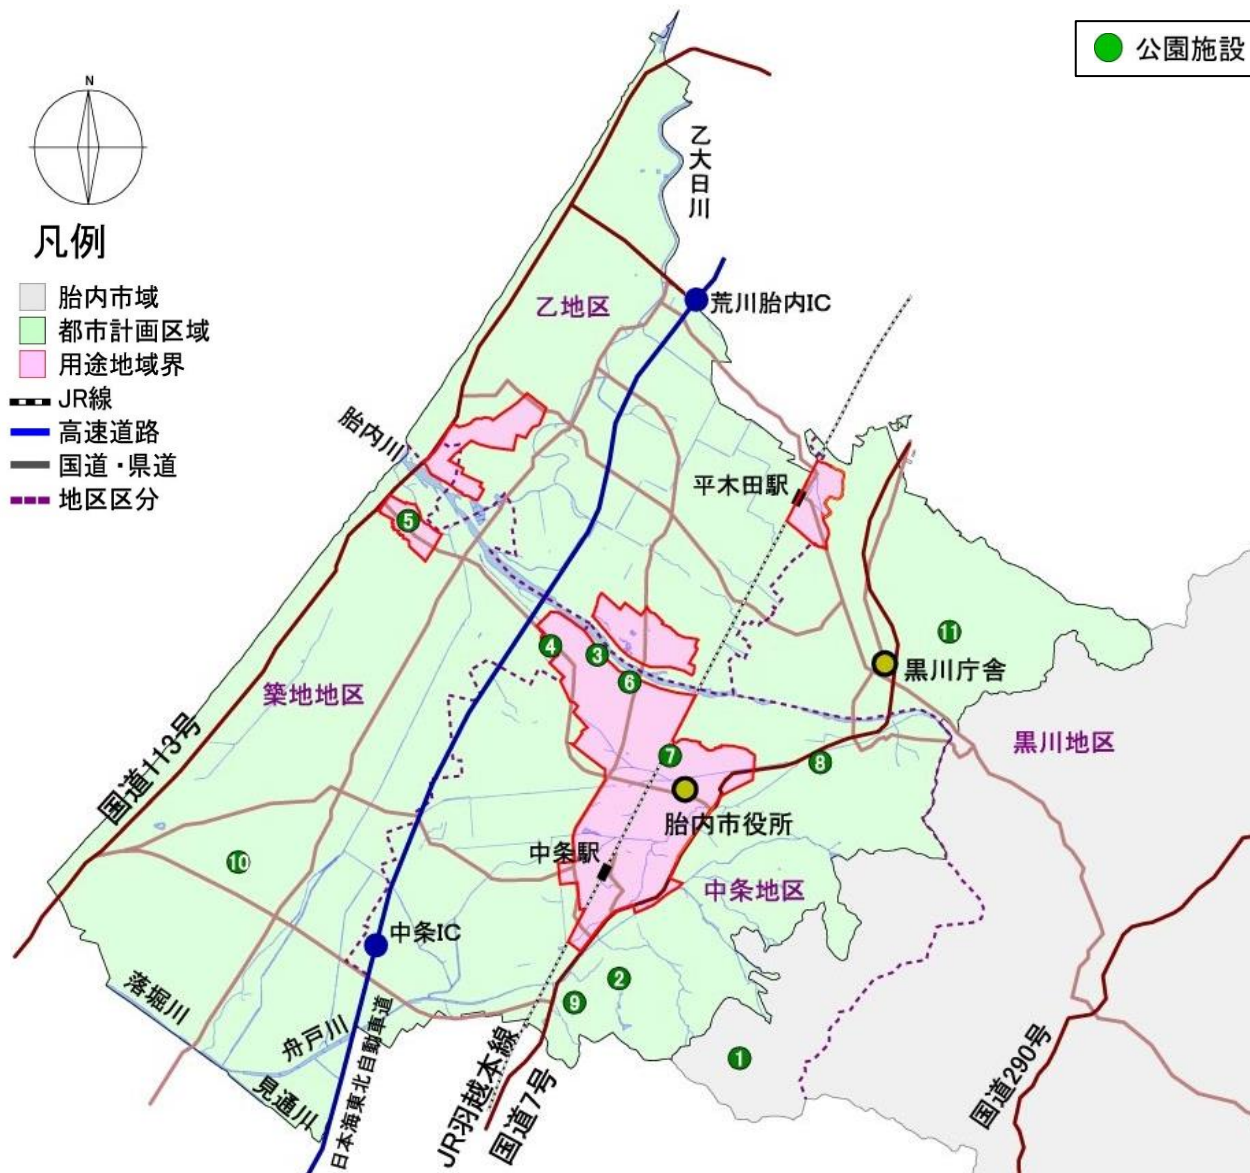 公園施設
N
凡例
胎内市域
都市計画区域
用途地域界
JR線
高速道路
国道・県道
地区区分
乙大日川
荒川胎内IC
乙地区
胎内川
平木田駅
5
11
4
3
6
黒川庁舎
築地地区
国道113号
黒川地区
7
8
胎内市役所
中条駅
10
中条地区
中条IC
2
9
落堀川
舟戸川
見通川
日本海東北自動車道
JR羽越本線
国道7号
1
国道290号